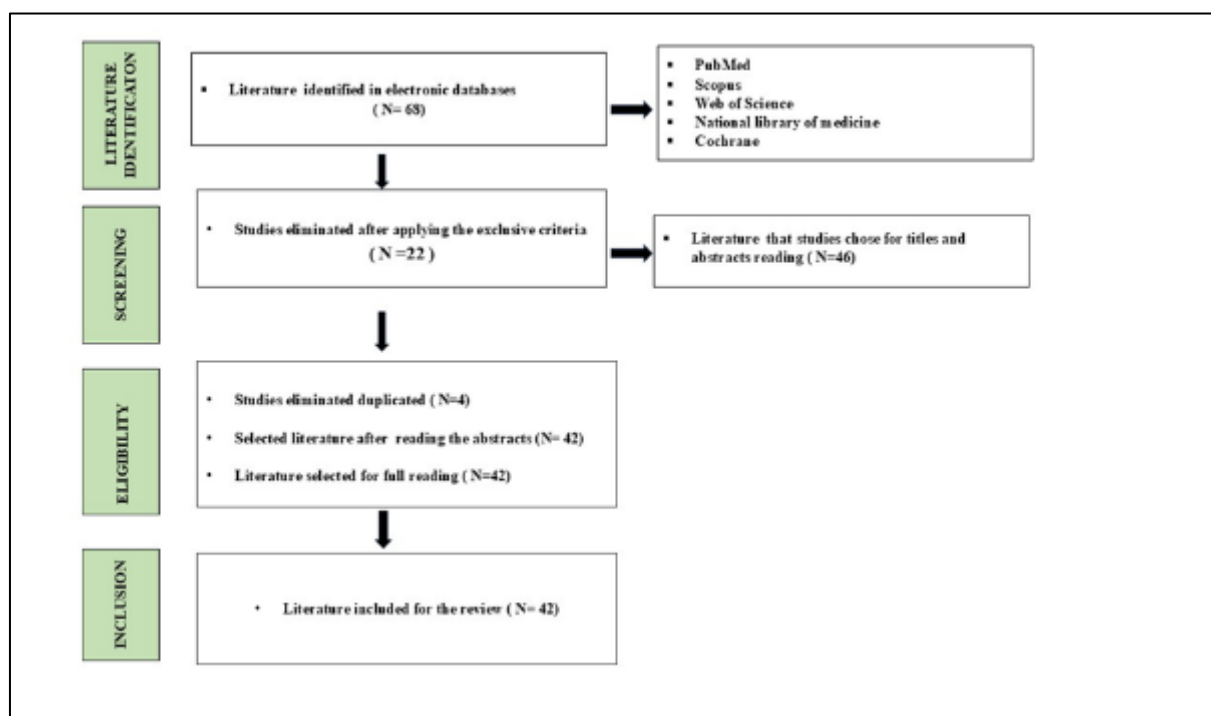 LITERATURE
IDENTIFICATON
▪ Literature identified in electronic databases
( N= 68)
▪ PubMed
▪ Scopus
▪ Web of Science
▪ National library of medicine
▪ Cochrane
SCREENING
• Studies eliminated after applying the exclusive criteria
( N =22 )
▪ Literature that studies chose for titles and
abstracts reading ( N=46)
ELIGIBILITY
• Studies eliminated duplicated ( N=4)
• Selected literature after reading the abstracts (N= 42)
• Literature selected for full reading ( N=42)
INCLUSION
• Literature included for the review ( N= 42)